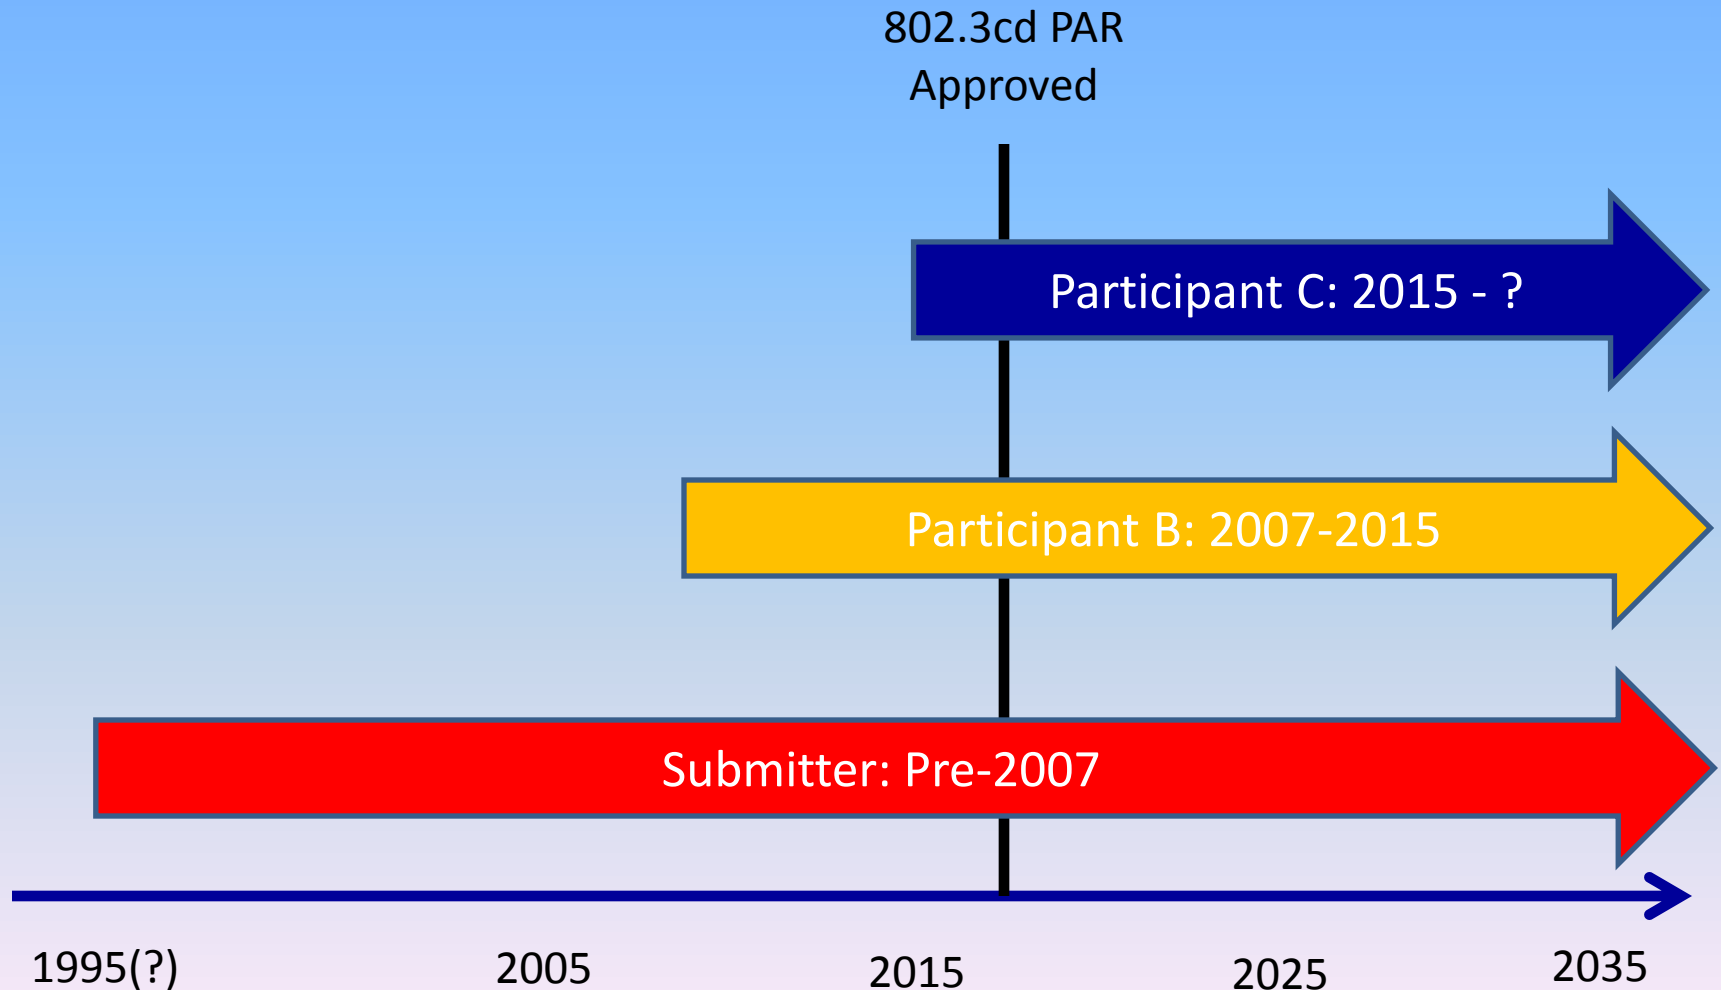 802.3cd PAR
Approved
Participant C: 2015 - ?
Participant B: 2007-2015
Submitter: Pre-2007
1995(?) 2005 2015 2025 2035